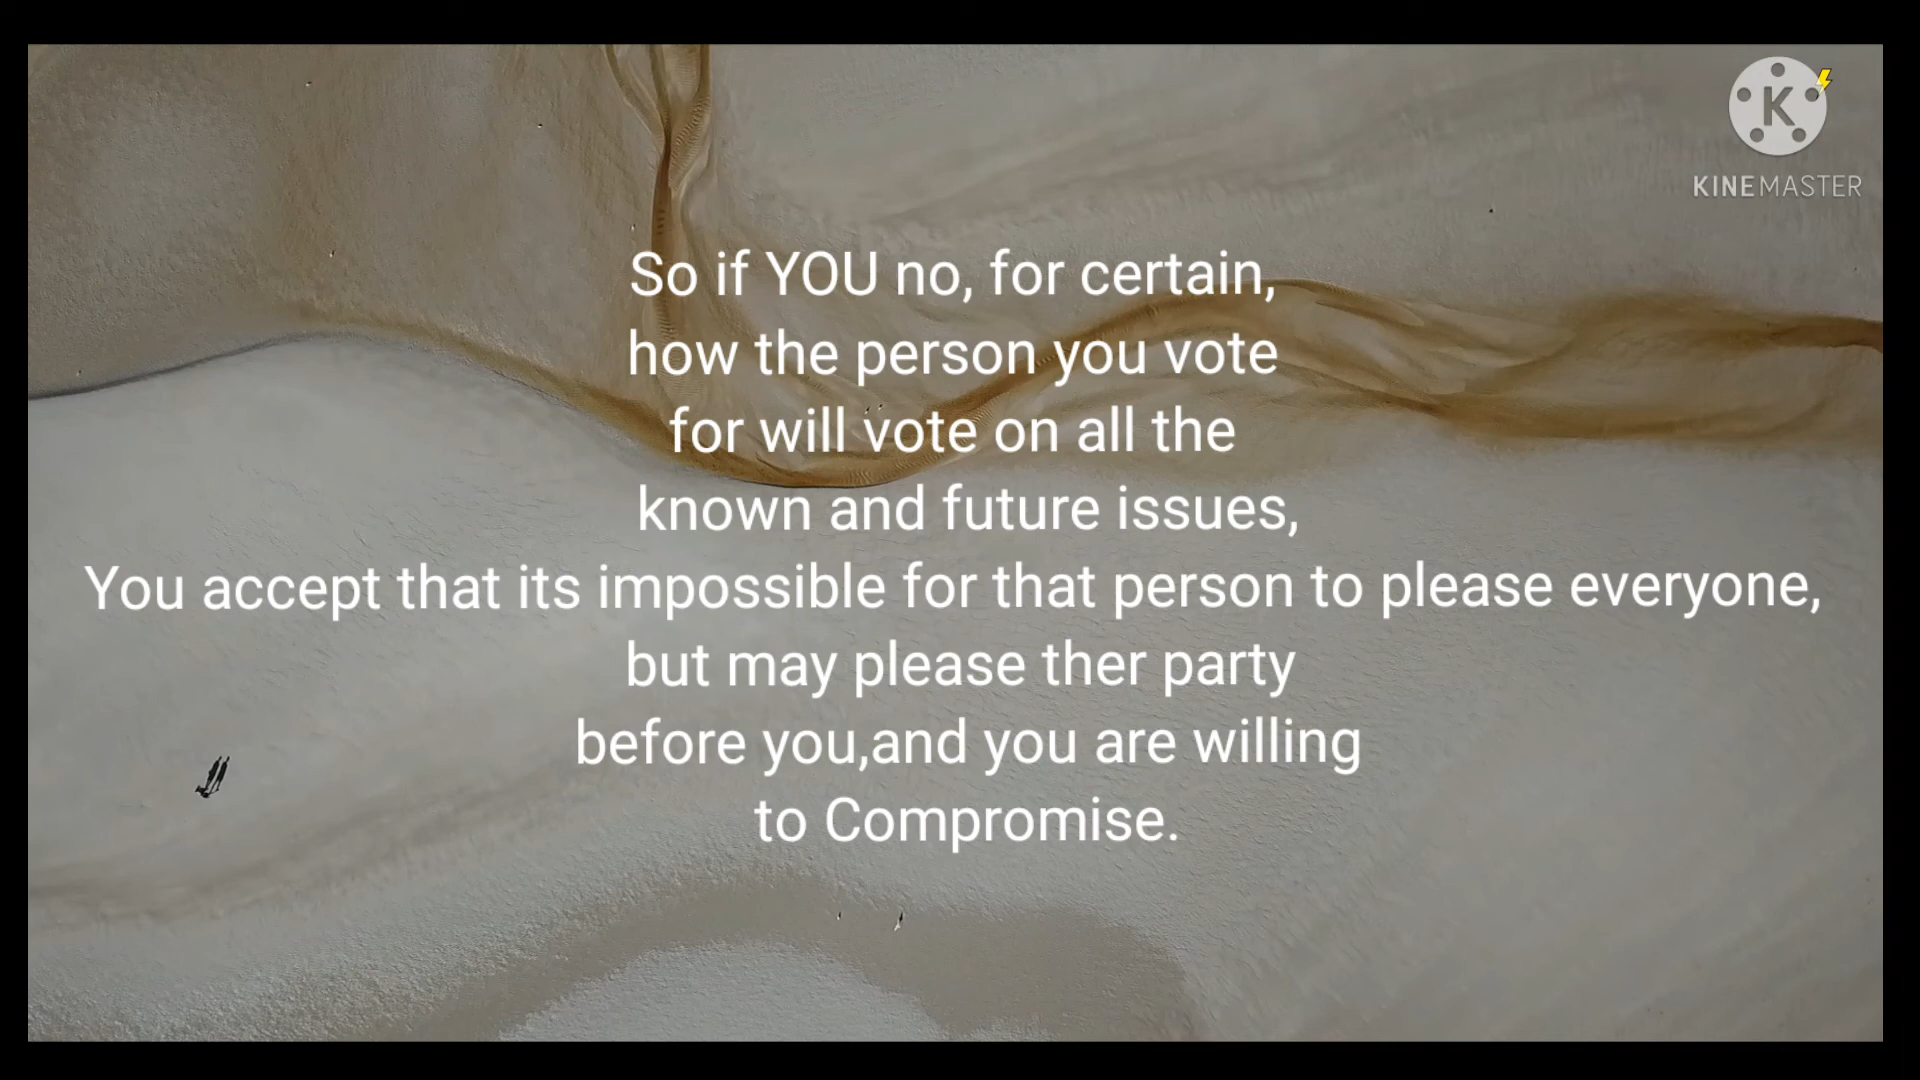 K
KINEMASTER
So if YOU no, for certain,
how the person you vote
for will vote on all the
known and future issues,
You accept that its impossible for that person to please everyone,
but may please ther party
before you,and you are willing
to Compromise.